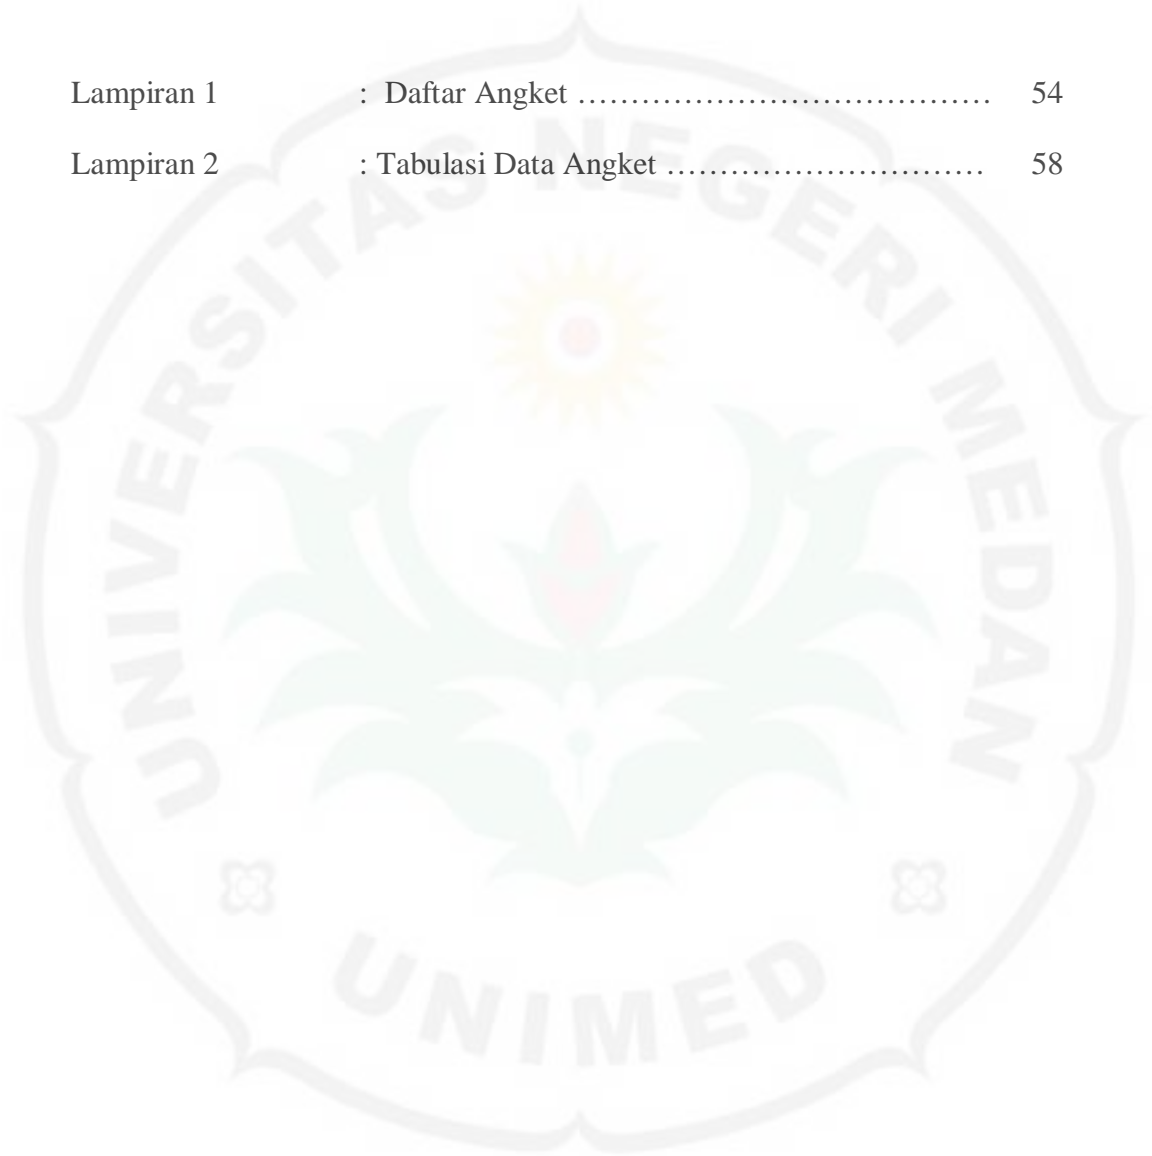 Lampiran 1 : Daftar Angket ………………………………… 54
Lampiran 2 : Tabulasi Data Angket ………………………… 58
UNIVERSITAS NEGERI MEDAN
UNIMED